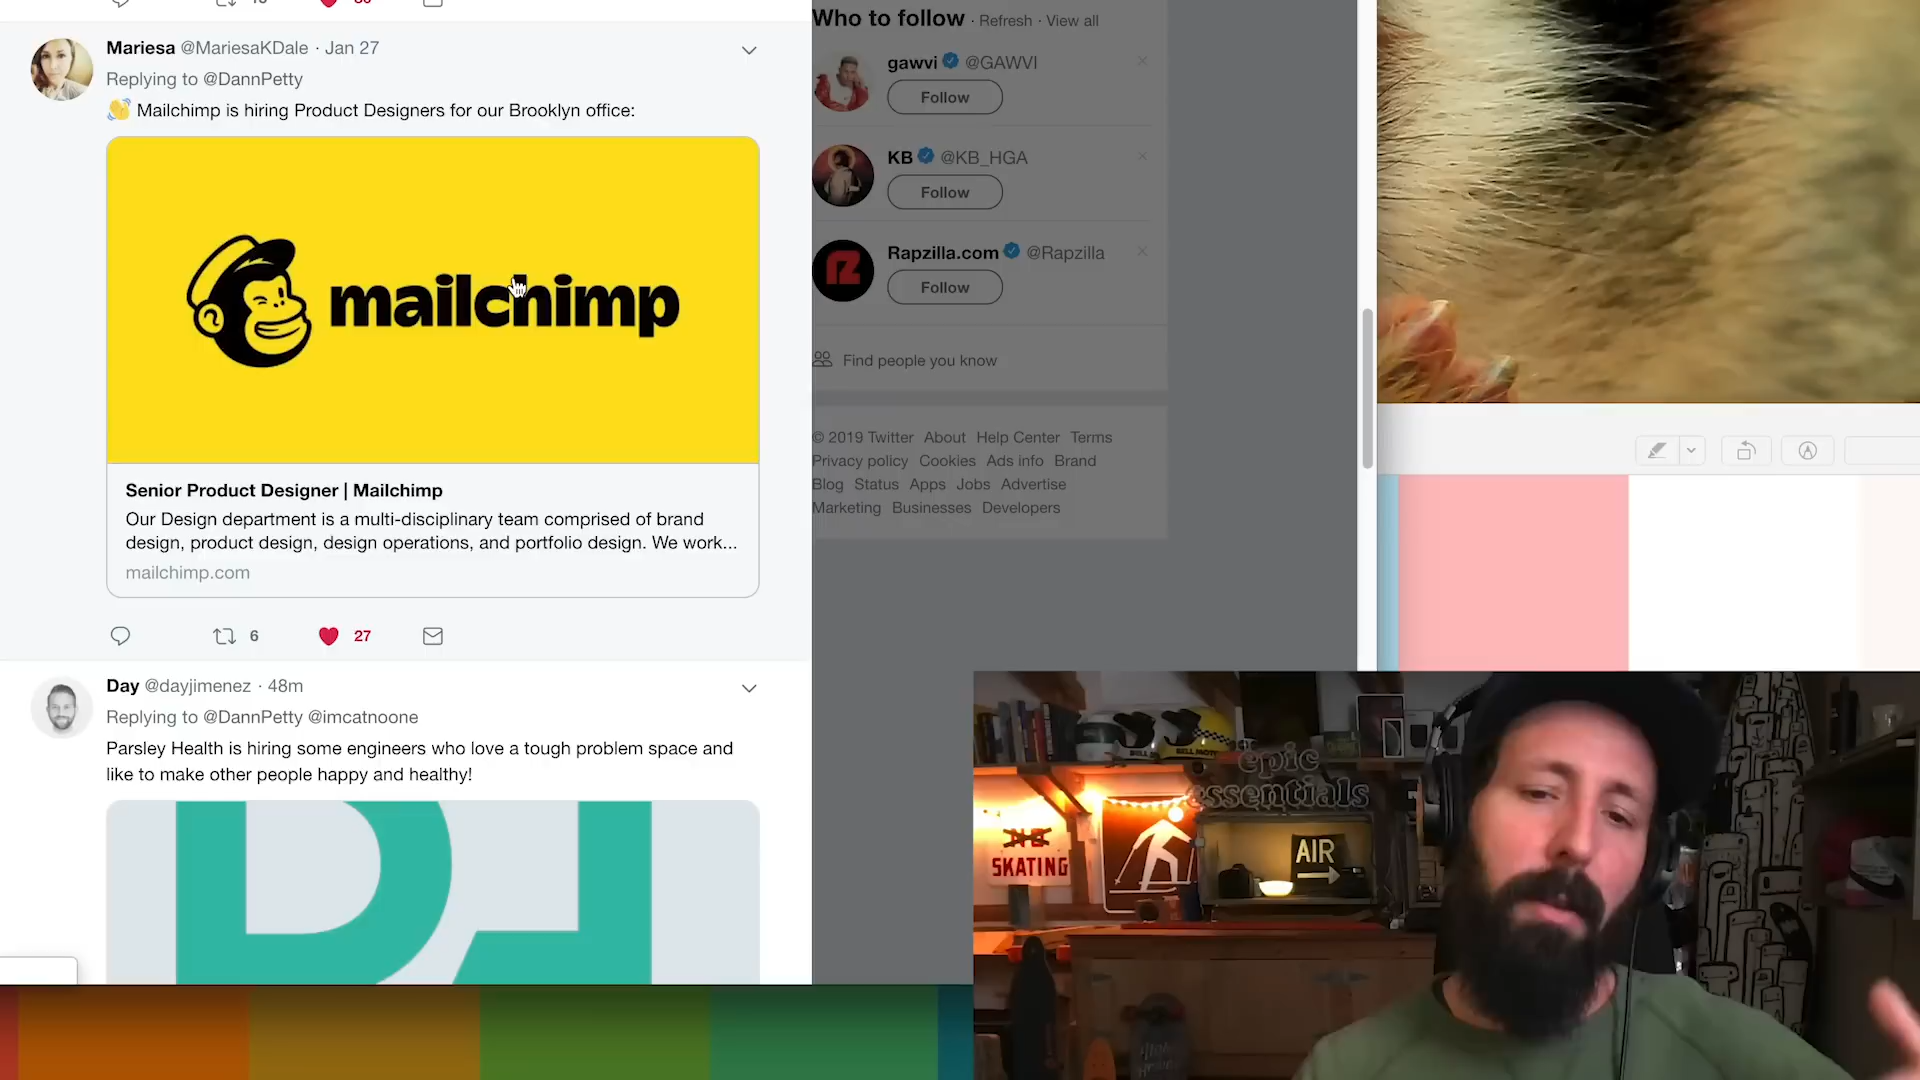 Mariesa @MariesaKDale · Jan 27
Replying to @DannPetty
👋 Mailchimp is hiring Product Designers for our Brooklyn office:
mailchimp
Senior Product Designer | Mailchimp
Our Design department is a multi-disciplinary team comprised of brand
design, product design, design operations, and portfolio design. We work...
mailchimp.com
6
27
Day @dayjimenez · 48m
Replying to @DannPetty @imcatnoone
Parsley Health is hiring some engineers who love a tough problem space and
like to make other people happy and healthy!
Who to follow · Refresh · View all
gawvi @GAWVI
Follow
KB @KB_HGA
Follow
Rapzilla.com @Rapzilla
Follow
Find people you know
© 2019 Twitter About Help Center Terms
Privacy policy Cookies Ads info Brand
Blog Status Apps Jobs Advertise
Marketing Businesses Developers
epic
essentials
NO
SKATING
AIR